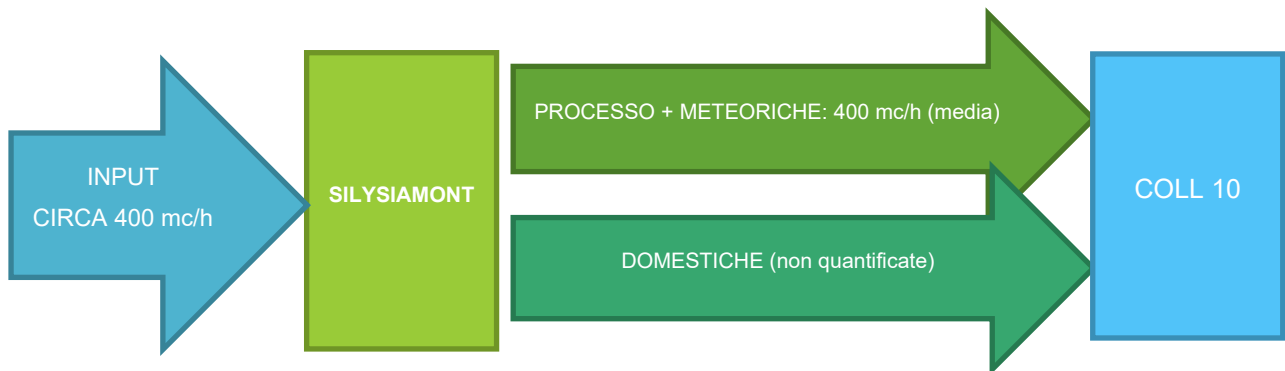 INPUT
CIRCA 400 mc/h
SILYSIAMONT
PROCESSO + METEORICHE: 400 mc/h (media)
DOMESTICHE (non quantificate)
COLL 10